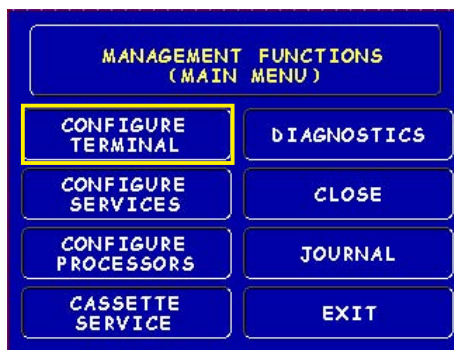 MANAGEMENT FUNCTIONS
(MAIN MENU)
CONFIGURE
TERMINAL
DIAGNOSTICS
CONFIGURE
SERVICES
CLOSE
CONFIGURE
PROCESSORS
JOURNAL
CASSETTE
SERVICE
EXIT